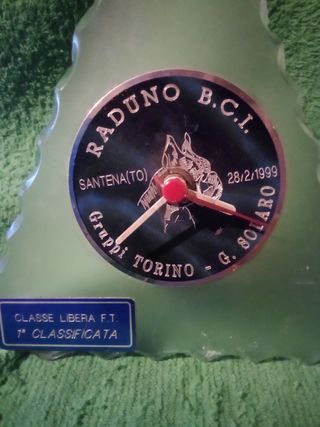 RADUNO B.C.I.
SANTENA(TO) 28/2/1999
Gruppi TORINO - G. SOLARO
CLASSE LIBERA F.T.
1ª CLASSIFICATA